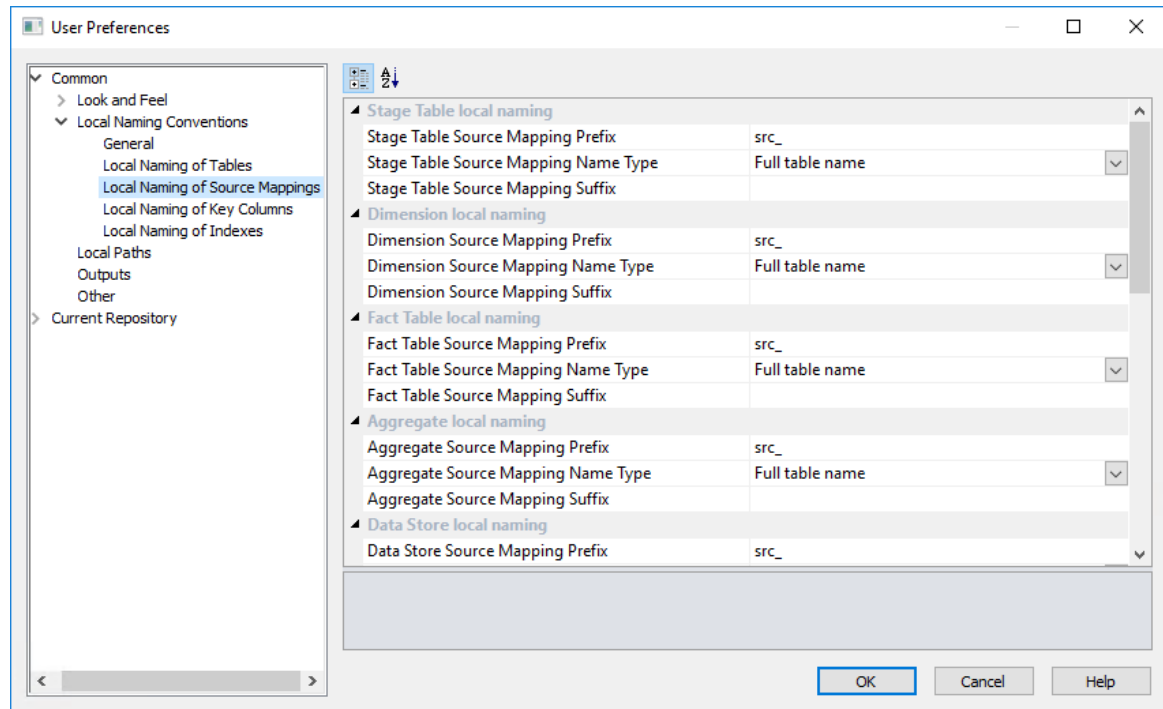 User Preferences
Common
Look and Feel
Local Naming Conventions
General
Local Naming of Tables
Local Naming of Source Mappings
Local Naming of Key Columns
Local Naming of Indexes
Local Paths
Outputs
Other
Current Repository
Stage Table local naming
Stage Table Source Mapping Prefix src_
Stage Table Source Mapping Name Type Full table name
Stage Table Source Mapping Suffix
Dimension local naming
Dimension Source Mapping Prefix src_
Dimension Source Mapping Name Type Full table name
Dimension Source Mapping Suffix
Fact Table local naming
Fact Table Source Mapping Prefix src_
Fact Table Source Mapping Name Type Full table name
Fact Table Source Mapping Suffix
Aggregate local naming
Aggregate Source Mapping Prefix src_
Aggregate Source Mapping Name Type Full table name
Aggregate Source Mapping Suffix
Data Store local naming
Data Store Source Mapping Prefix src_
OK Cancel Help